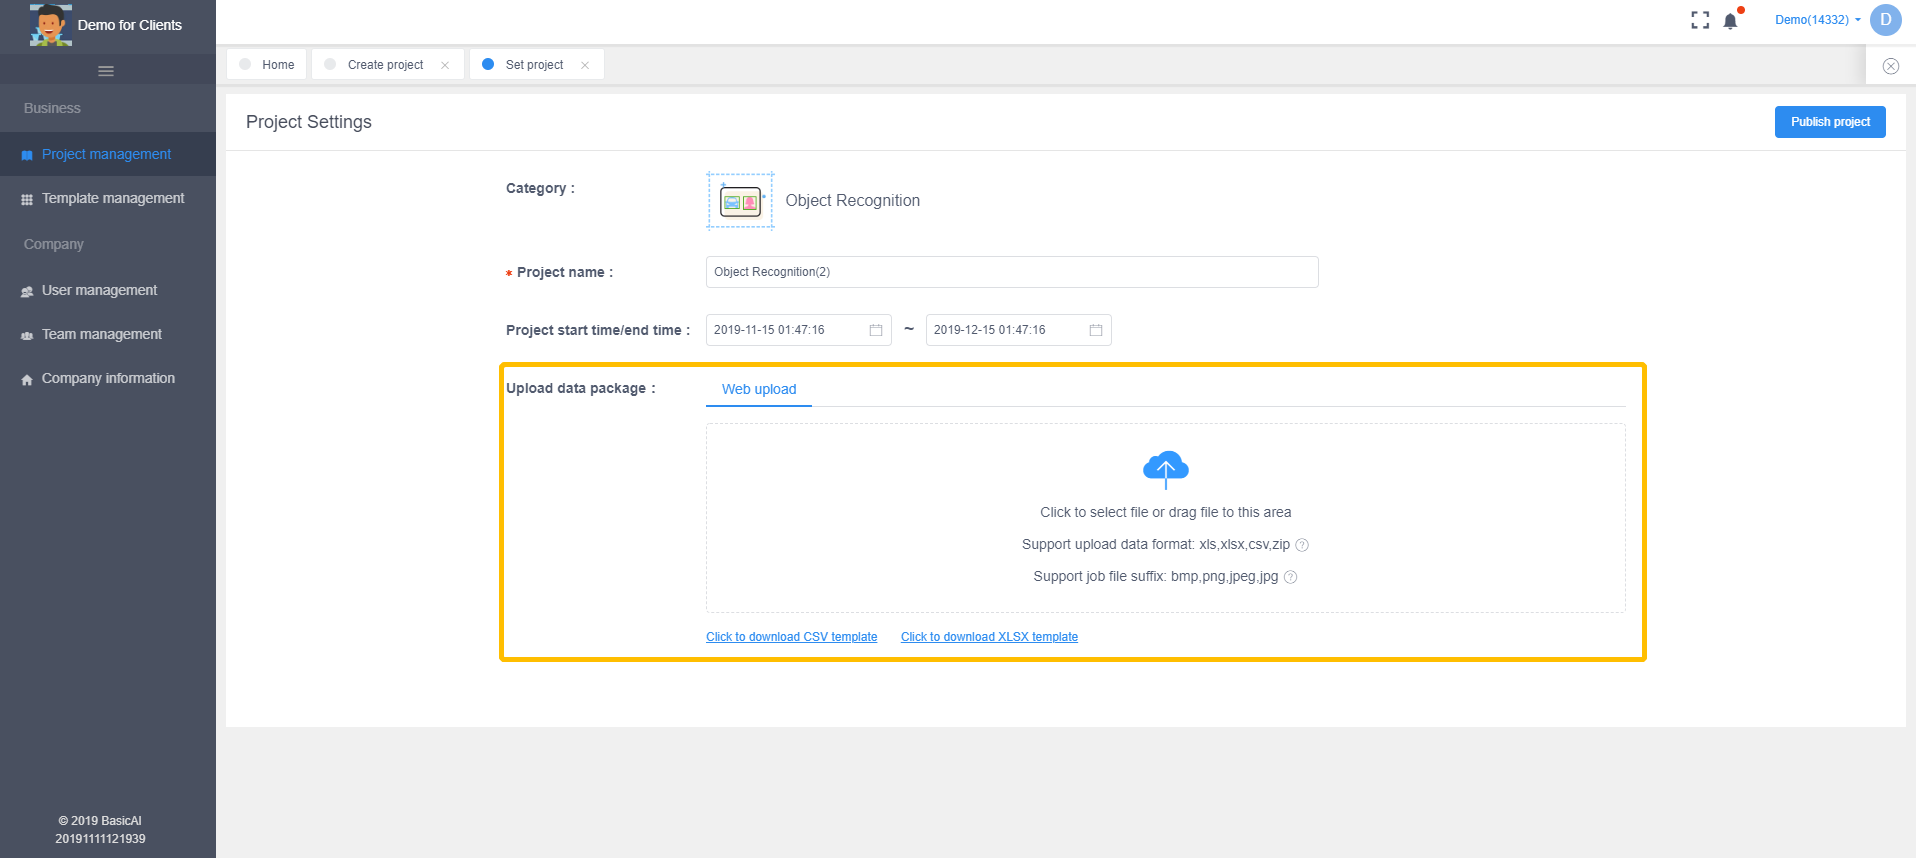 Demo for Clients
Demo(14332)
D
Home
Create project
Set project
Business
Project management
Template management
Company
User management
Team management
Company information
© 2019 BasicAI
20191111121939
Project Settings
Publish project
Category :
Object Recognition
* Project name :
Object Recognition(2)
Project start time/end time :
2019-11-15 01:47:16 ~ 2019-12-15 01:47:16
Upload data package :
Web upload
Click to select file or drag file to this area
Support upload data format: xls,xlsx,csv,zip ?
Support job file suffix: bmp,png,jpeg,jpg ?
Click to download CSV template
Click to download XLSX template